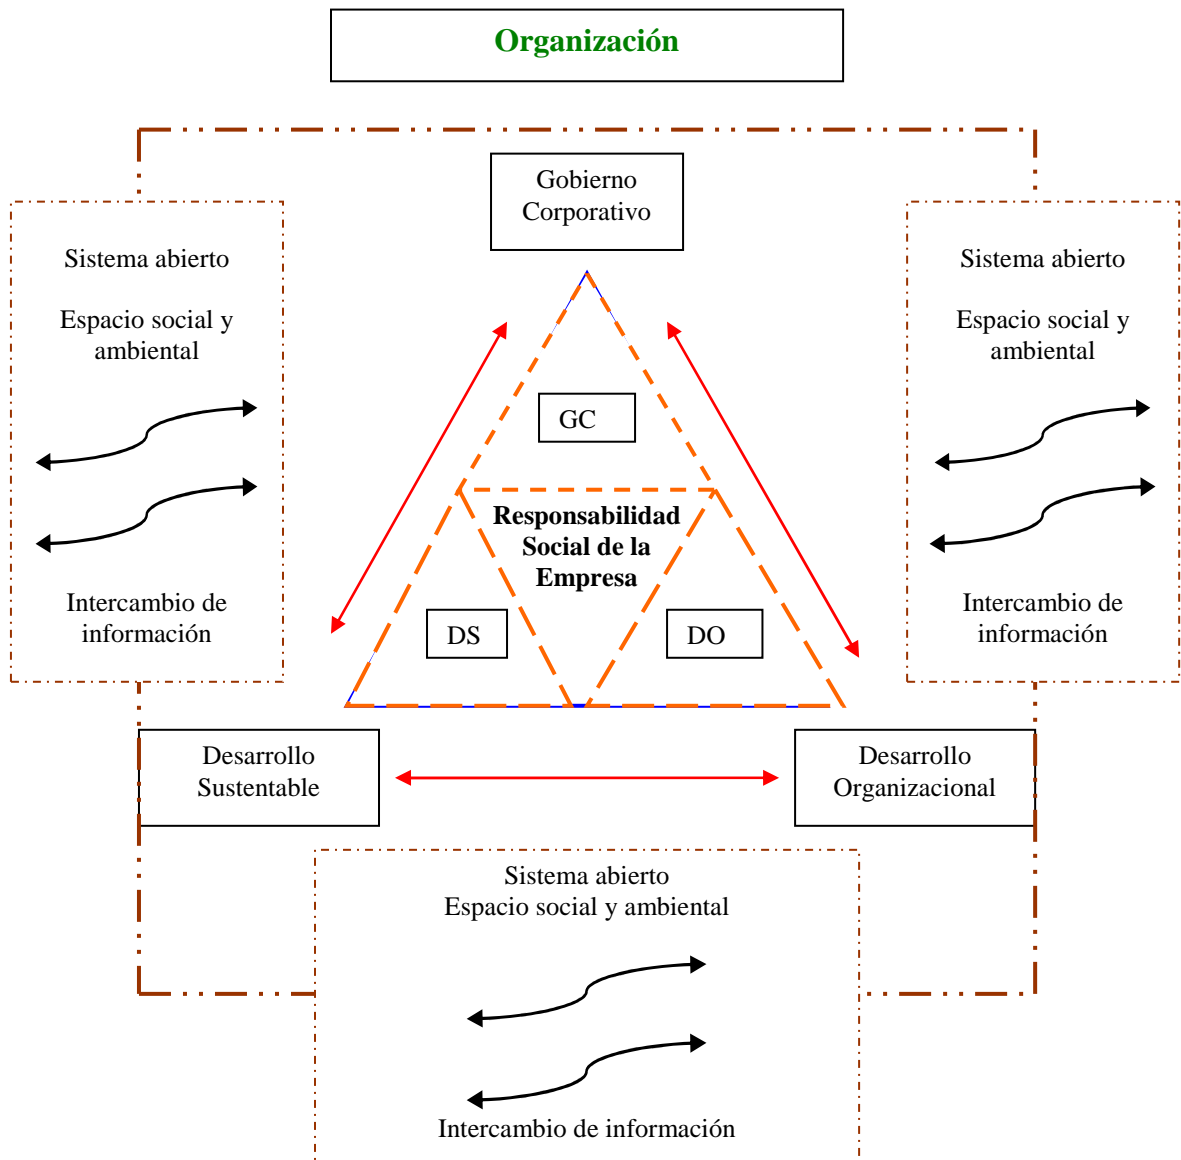 Organización
Gobierno
Corporativo
Sistema abierto
Espacio social y
ambiental
Intercambio de
información
Sistema abierto
Espacio social y
ambiental
Intercambio de
información
GC
Responsabilidad
Social de la
Empresa
DS
DO
Desarrollo
Sustentable
Desarrollo
Organizacional
Sistema abierto
Espacio social y ambiental
Intercambio de información